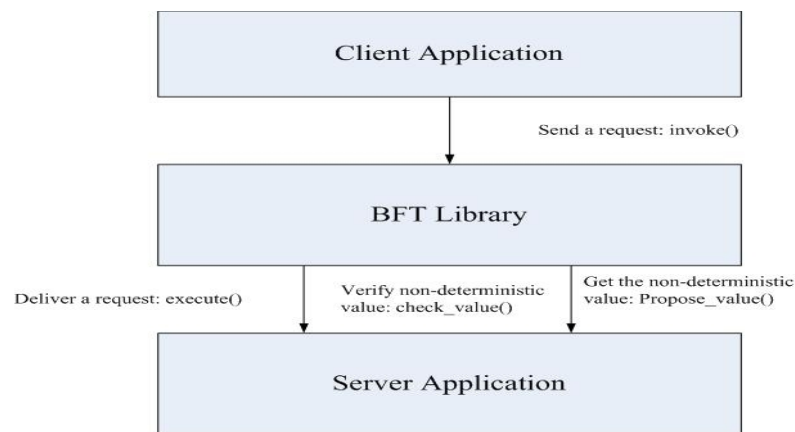 Client Application
Send a request: invoke()
BFT Library
Deliver a request: execute()
Verify non-deterministic
value: check_value()
Get the non-deterministic
value: Propose_value()
Server Application